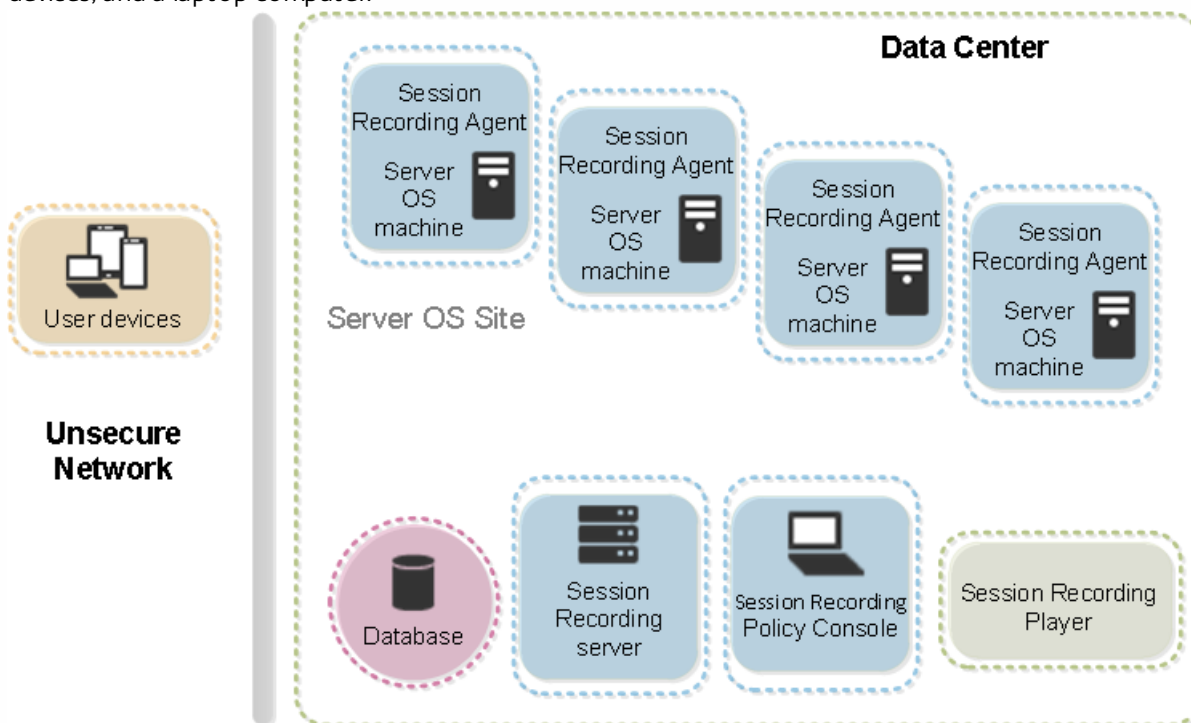 devices, and a laptop computer.
Data Center
Session
Recording Agent
Server
OS
machine
Session
Recording Agent
Server
OS
machine
Session
Recording Agent
Server
OS
machine
Session
Recording Agent
Server
OS
machine
User devices
Server OS Site
Unsecure
Network
Database
Session
Recording
server
Session Recording
Policy Console
Session Recording
Player